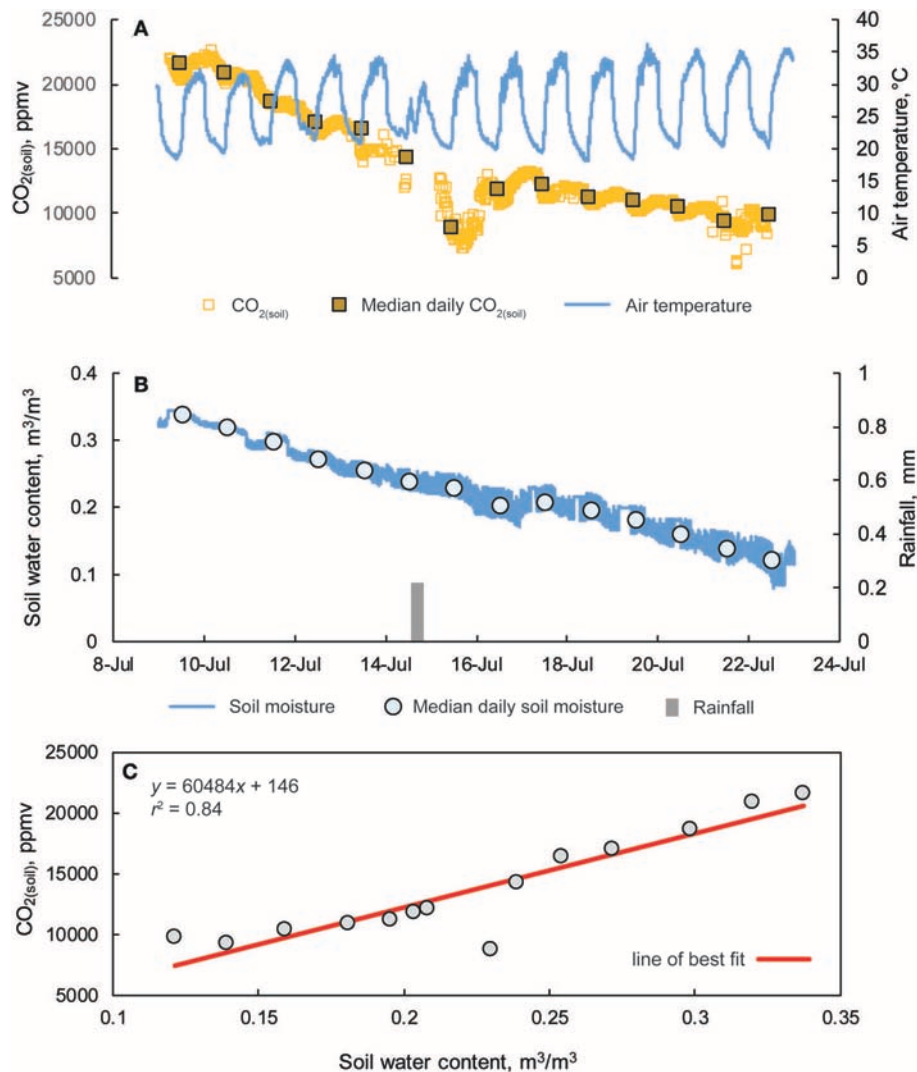 A
25000
20000
15000
10000
5000
CO2(soil), ppmv
40
35
30
25
20
15
10
5
0
Air temperature, °C
CO2(soil) Median daily CO2(soil) Air temperature
B
0.4
0.3
0.2
0.1
0
Soil water content, m³/m³
1
0.8
0.6
0.4
0.2
0
Rainfall, mm
8-Jul 10-Jul 12-Jul 14-Jul 16-Jul 18-Jul 20-Jul 22-Jul 24-Jul
Soil moisture Median daily soil moisture Rainfall
C
25000
20000
15000
10000
5000
CO2(soil), ppmv
y = 60484x + 146
r² = 0.84
line of best fit
0.1 0.15 0.2 0.25 0.3 0.35
Soil water content, m³/m³